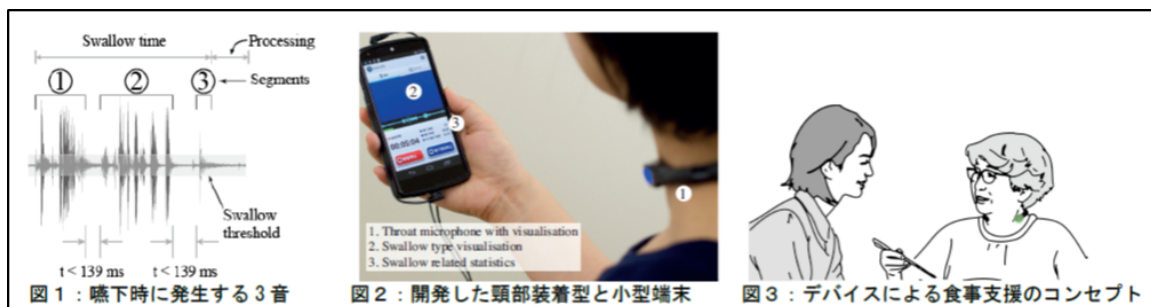 Swallow time
Processing
① ② ③
Segments
Swallow
threshold
t < 139 ms t < 139 ms
図1：嚥下時に発生する3音
②
③
00:05:04
①
1. Throat microphone with visualisation
2. Swallow type visualisation
3. Swallow related statistics
図2：開発した頸部装着型と小型端末
図3：デバイスによる食事支援のコンセプト